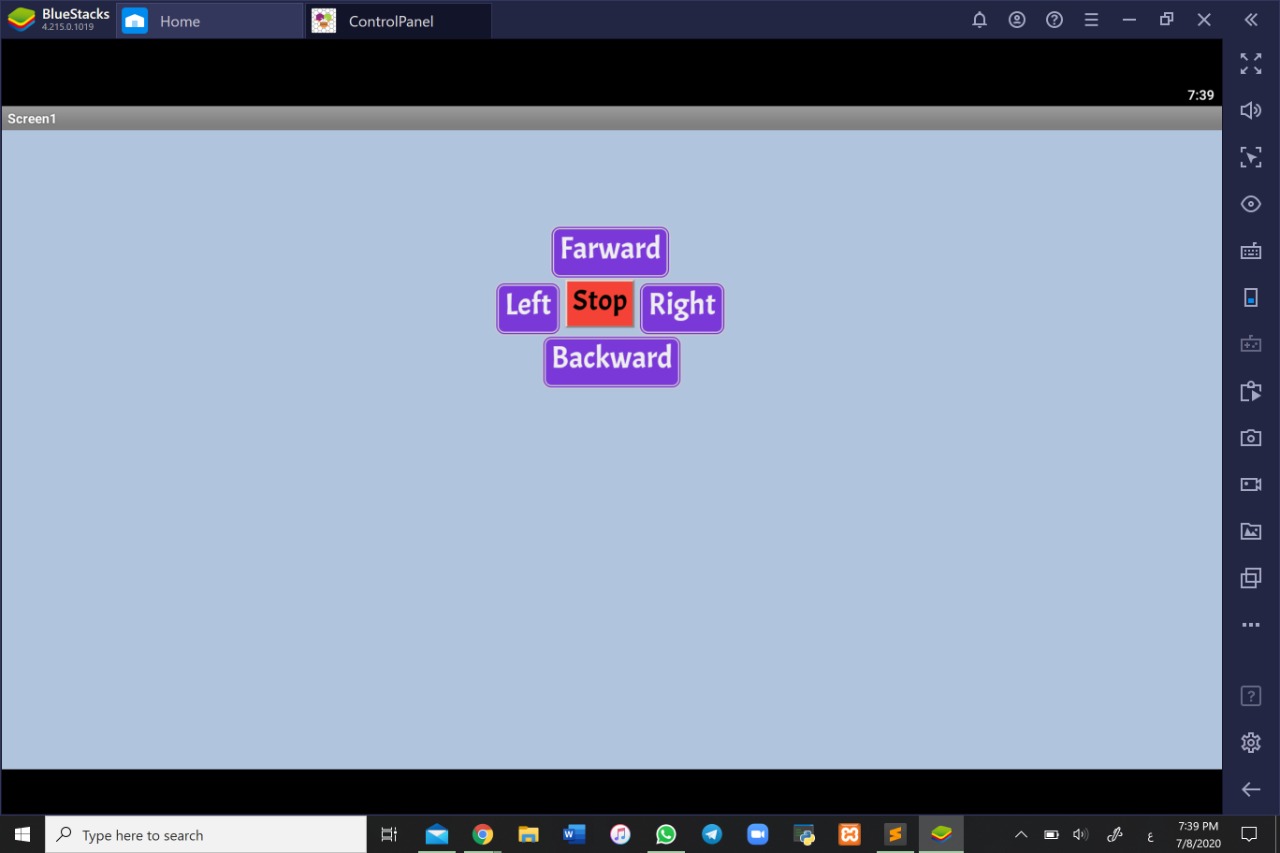 BlueStacks
4.215.0.1019
Home
ControlPanel
7:39
Screen1
Farward
Left
Stop
Right
Backward
Type here to search
ع
7:39 PM
7/8/2020